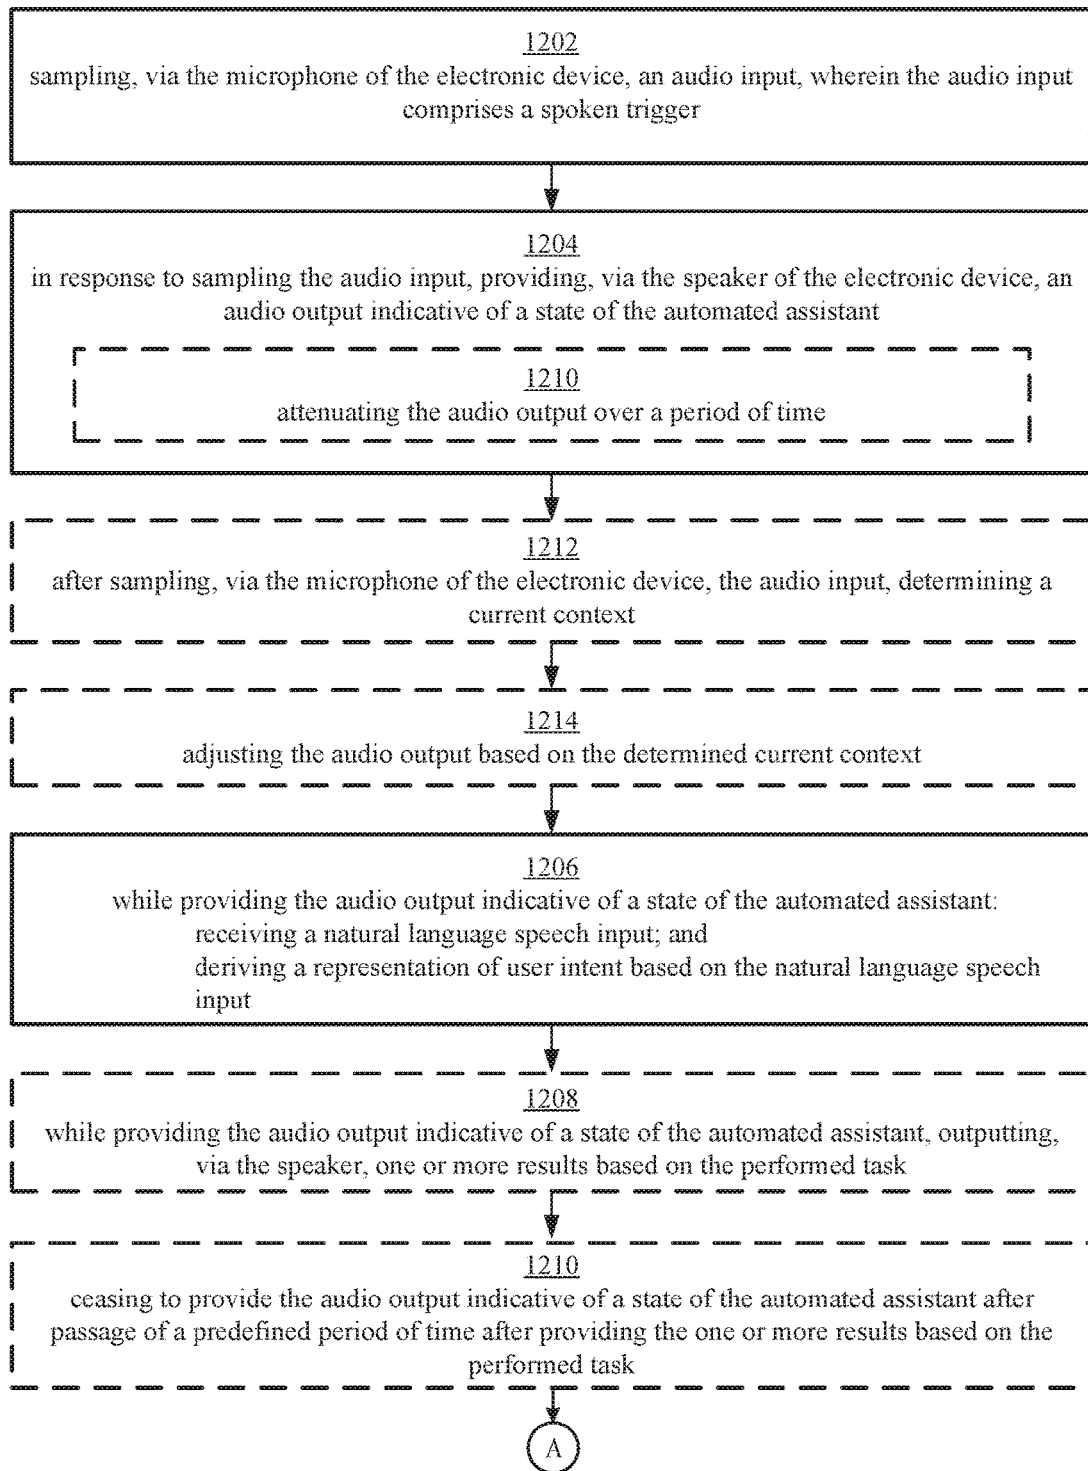 1202
sampling, via the microphone of the electronic device, an audio input, wherein the audio input
comprises a spoken trigger
1204
in response to sampling the audio input, providing, via the speaker of the electronic device, an
audio output indicative of a state of the automated assistant
1210
attenuating the audio output over a period of time
1212
after sampling, via the microphone of the electronic device, the audio input, determining a
current context
1214
adjusting the audio output based on the determined current context
1206
while providing the audio output indicative of a state of the automated assistant:
receiving a natural language speech input; and
deriving a representation of user intent based on the natural language speech
input
1208
while providing the audio output indicative of a state of the automated assistant, outputting,
via the speaker, one or more results based on the performed task
1210
ceasing to provide the audio output indicative of a state of the automated assistant after
passage of a predefined period of time after providing the one or more results based on the
performed task
A